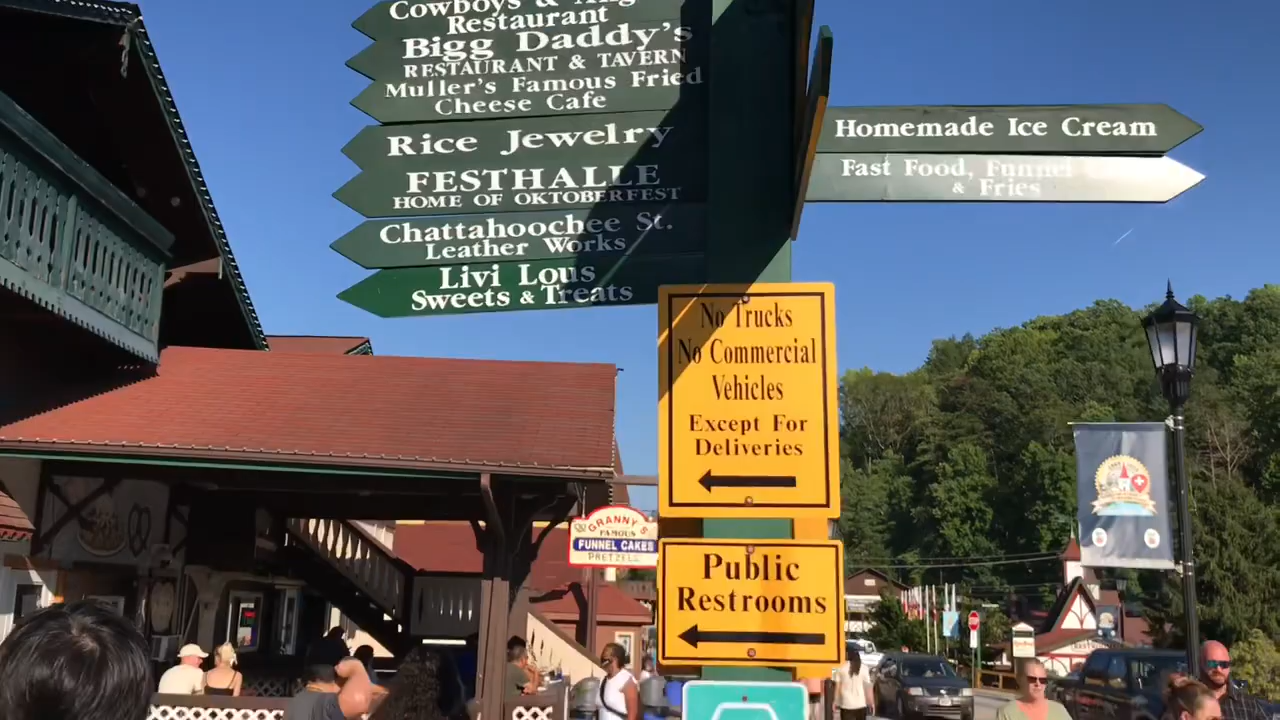 Cowboys &
Restaurant
Bigg Daddy's
RESTAURANT & TAVERN
Muller's Famous Fried
Cheese Cafe
Rice Jewelry
FESTHALLE
HOME OF OKTOBERFEST
Chattahoochee St.
Leather Works
Livi Lous
Sweets & Treats
Homemade Ice Cream
Fast Food, Funnel
& Fries
No Trucks
No Commercial
Vehicles
Except For
Deliveries
GRANNY'S
FAMOUS
FUNNEL CAKES
PRETZELS
Public
Restrooms